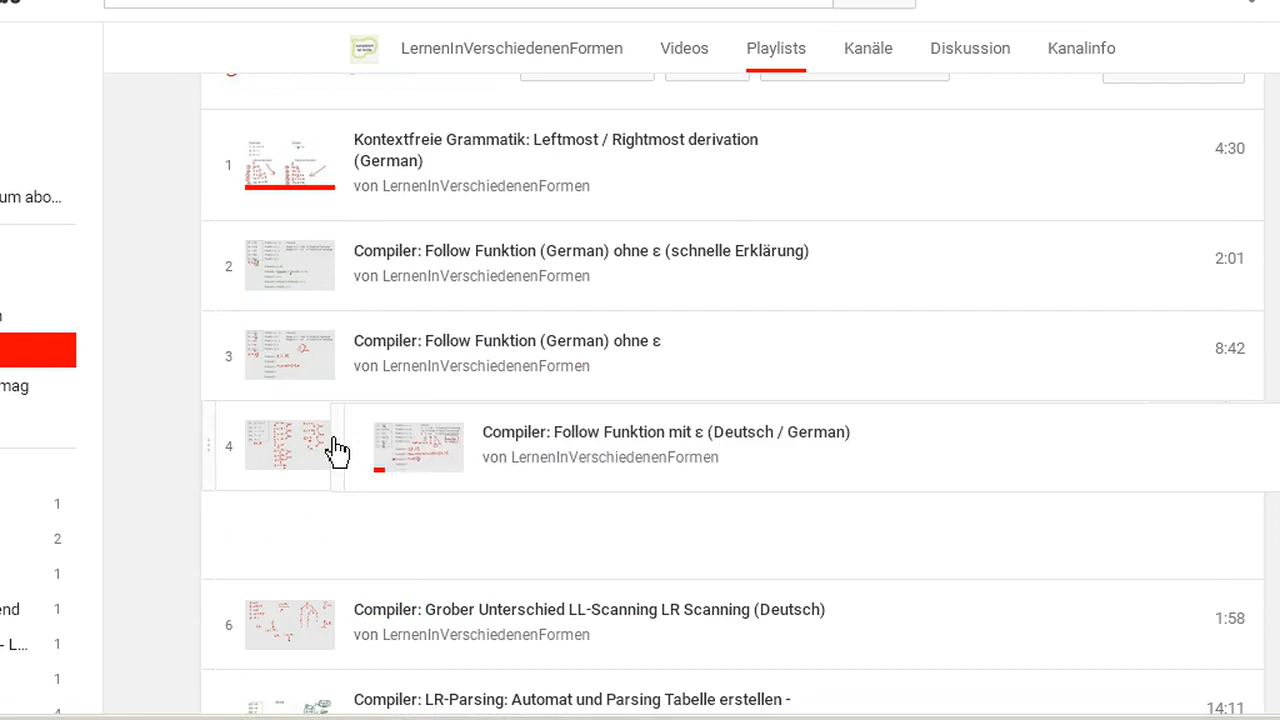 LernenInVerschiedenenFormen Videos Playlists Kanäle Diskussion Kanalinfo
1 Kontextfreie Grammatik: Leftmost / Rightmost derivation 4:30
(German)
von LernenInVerschiedenenFormen
um abo...
2 Compiler: Follow Funktion (German) ohne ε (schnelle Erklärung) 2:01
von LernenInVerschiedenenFormen
3 Compiler: Follow Funktion (German) ohne ε 8:42
von LernenInVerschiedenenFormen
mag
4 Compiler: Follow Funktion mit ε (Deutsch / German)
von LernenInVerschiedenenFormen
1
2
1
end 1
- L... 1
1
6 Compiler: Grober Unterschied LL-Scanning LR Scanning (Deutsch) 1:58
von LernenInVerschiedenenFormen
Compiler: LR-Parsing: Automat und Parsing Tabelle erstellen - 14:11